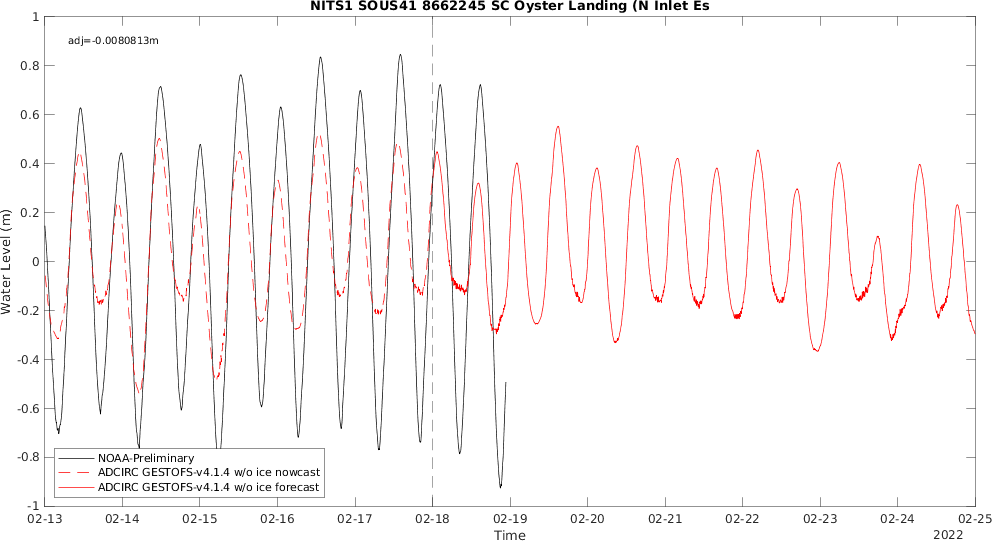 NITS1 SOUS41 8662245 SC Oyster Landing (N Inlet Es
adj=-0.0080813m
Water Level (m)
1
0.8
0.6
0.4
0.2
0
-0.2
-0.4
-0.6
-0.8
-1
NOAA-Preliminary
ADCIRC GESTOFS-v4.1.4 w/o ice nowcast
ADCIRC GESTOFS-v4.1.4 w/o ice forecast
02-13 02-14 02-15 02-16 02-17 02-18 02-19 02-20 02-21 02-22 02-23 02-24 02-25
Time
2022